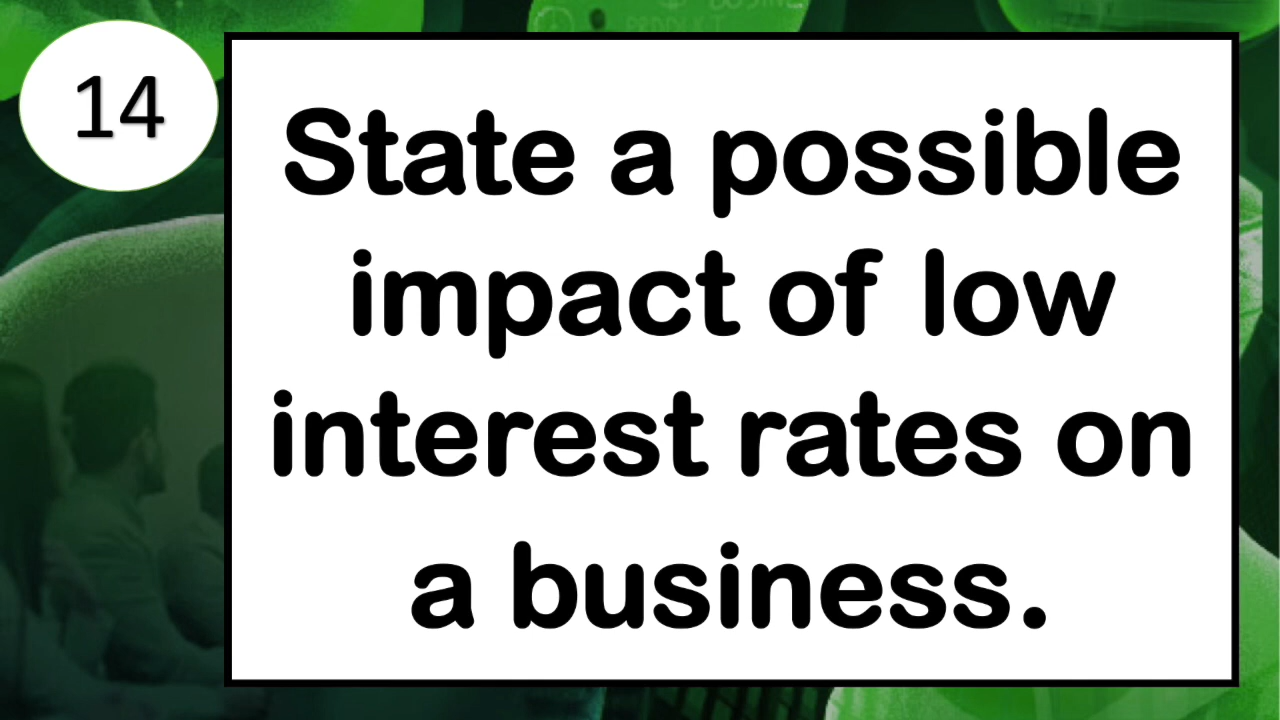 14
State a possible
impact of low
interest rates on
a business.